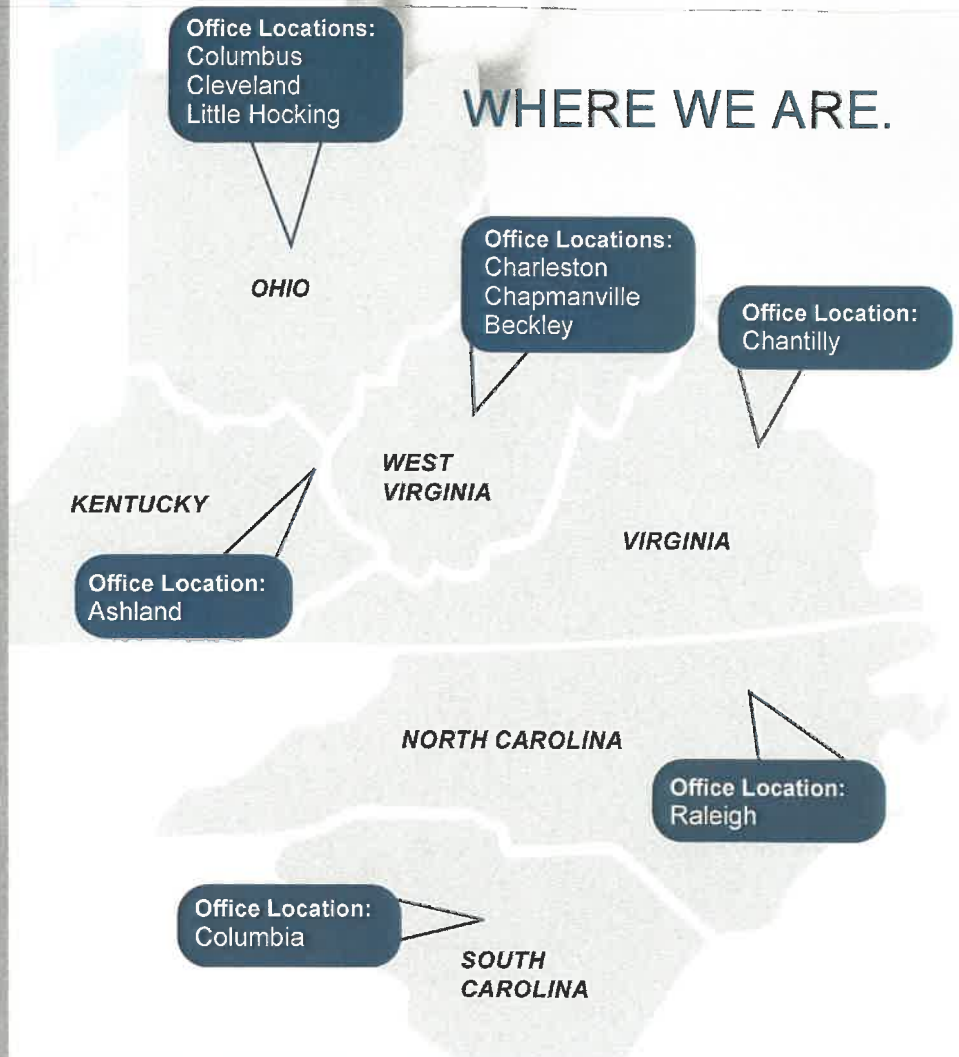 Office Locations:
Columbus
Cleveland
Little Hocking
WHERE WE ARE.
OHIO
Office Locations:
Charleston
Chapmanville
Beckley
Office Location:
Chantilly
WEST
VIRGINIA
KENTUCKY
VIRGINIA
Office Location:
Ashland
NORTH CAROLINA
Office Location:
Raleigh
Office Location:
Columbia
SOUTH
CAROLINA